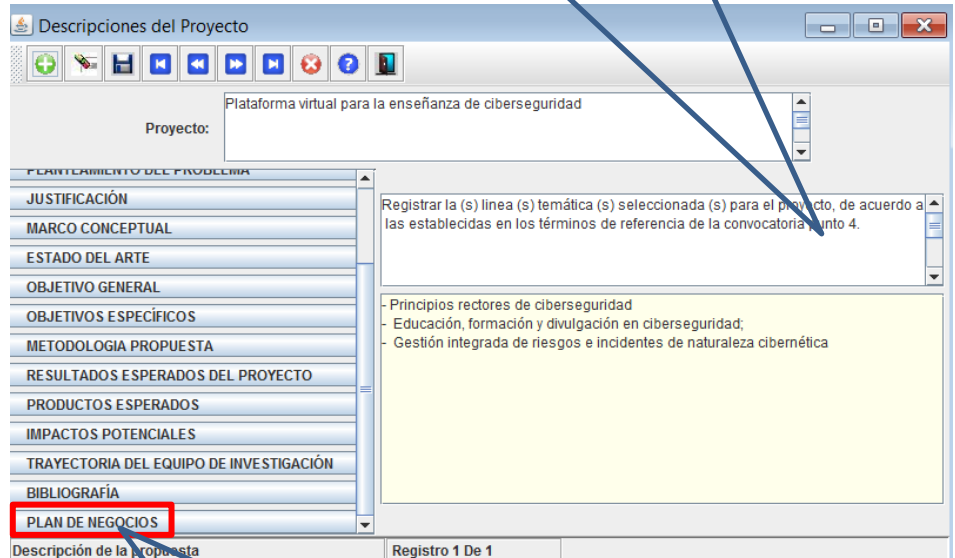 Descripciones del Proyecto
Proyecto:
Plataforma virtual para la enseñanza de ciberseguridad
PLANTEAMIENTO DEL PROBLEMA
JUSTIFICACIÓN
MARCO CONCEPTUAL
ESTADO DEL ARTE
OBJETIVO GENERAL
OBJETIVOS ESPECÍFICOS
METODOLOGIA PROPUESTA
RESULTADOS ESPERADOS DEL PROYECTO
PRODUCTOS ESPERADOS
IMPACTOS POTENCIALES
TRAYECTORIA DEL EQUIPO DE INVESTIGACIÓN
BIBLIOGRAFÍA
PLAN DE NEGOCIOS
Registrar la (s) linea (s) temática (s) seleccionada (s) para el proyecto, de acuerdo a
las establecidas en los términos de referencia de la convocatoria punto 4.
- Principios rectores de ciberseguridad
- Educación, formación y divulgación en ciberseguridad;
- Gestión integrada de riesgos e incidentes de naturaleza cibernética
Descripción de la propuesta
Registro 1 De 1